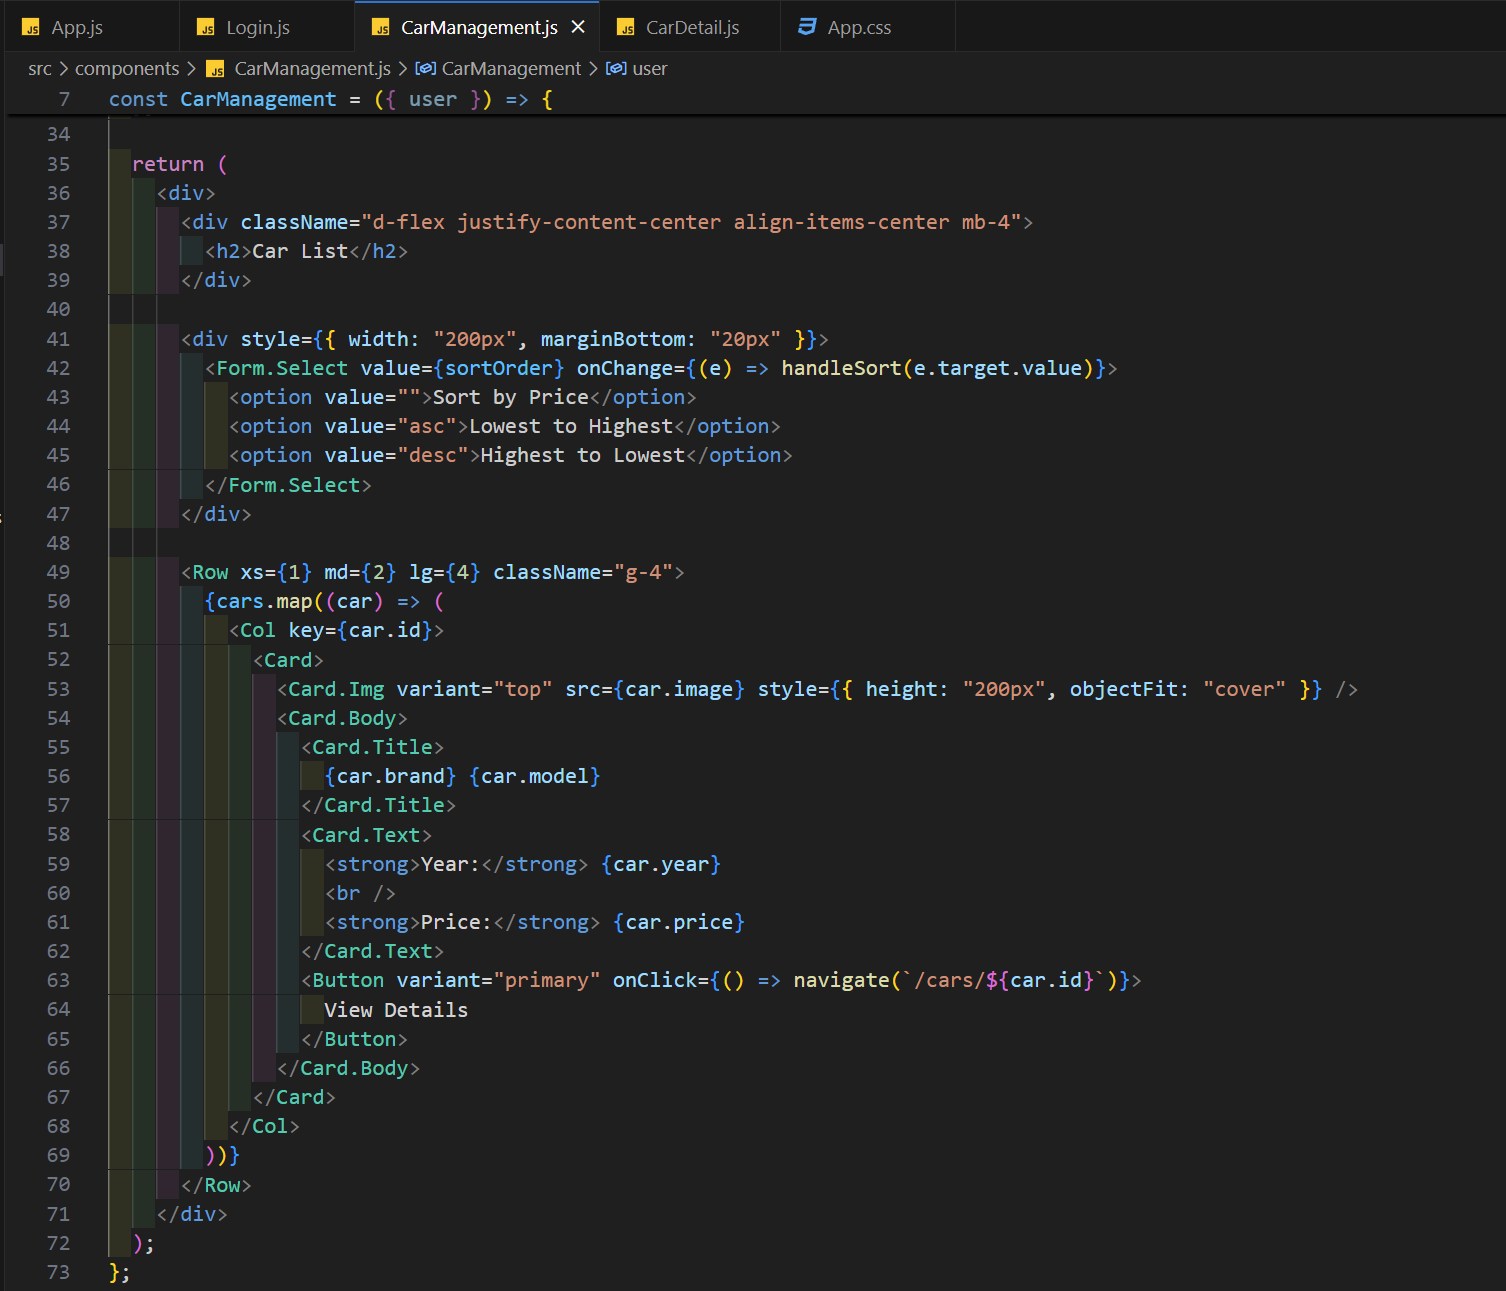 App.js Login.js CarManagement.js CarDetail.js App.css
src > components > CarManagement.js > CarManagement > user
7 const CarManagement = ({ user }) => {
34
35 return (
36 <div>
37 <div className="d-flex justify-content-center align-items-center mb-4">
38 <h2>Car List</h2>
39 </div>
40
41 <div style={{ width: "200px", marginBottom: "20px" }}>
42 <Form.Select value={sortOrder} onChange={(e) => handleSort(e.target.value)}>
43 <option value="">Sort by Price</option>
44 <option value="asc">Lowest to Highest</option>
45 <option value="desc">Highest to Lowest</option>
46 </Form.Select>
47 </div>
48
49 <Row xs={1} md={2} lg={4} className="g-4">
50 {cars.map((car) => (
51 <Col key={car.id}>
52 <Card>
53 <Card.Img variant="top" src={car.image} style={{ height: "200px", objectFit: "cover" }} />
54 <Card.Body>
55 <Card.Title>
56 {car.brand} {car.model}
57 </Card.Title>
58 <Card.Text>
59 <strong>Year:</strong> {car.year}
60 <br />
61 <strong>Price:</strong> {car.price}
62 </Card.Text>
63 <Button variant="primary" onClick={() => navigate(`/cars/${car.id}`)}>
64 View Details
65 </Button>
66 </Card.Body>
67 </Card>
68 </Col>
69 ))}
70 </Row>
71 </div>
72 );
73 };